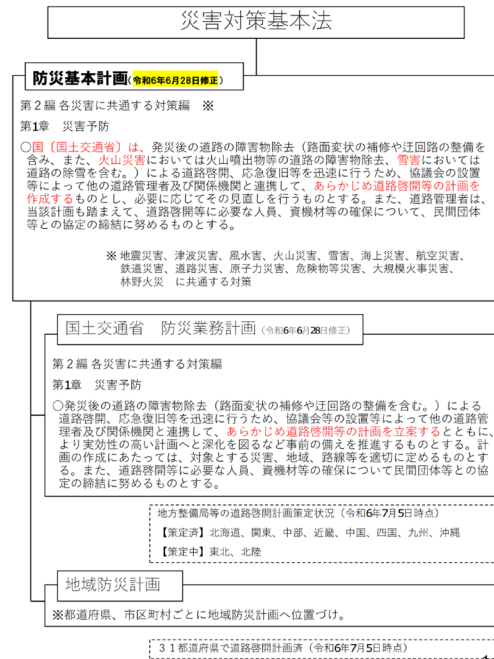 災害対策基本法
防災基本計画(令和6年6月28日修正)
第2編 各災害に共通する対策編 ※
第1章 災害予防
○国〔国土交通省〕は、発災後の道路の障害物除去(路面変状の補修や迂回路の整備を
含み、また、火山災害においては火山噴出物等の道路の障害物除去、雪害においては
道路の除雪を含む。)による道路啓開、応急復旧等を迅速に行うため、協議会の設置
等によって他の道路管理者及び関係機関と連携して、あらかじめ道路啓開等の計画を
作成するものとし、必要に応じてその見直しを行うものとする。また、道路管理者は、
当該計画も踏まえて、道路啓開等に必要な人員、資機材等の確保について、民間団体
等との協定の締結に努めるものとする。
※ 地震災害、津波災害、風水害、火山災害、雪害、海上災害、航空災害、
鉄道災害、道路災害、原子力災害、危険物等災害、大規模火事災害、
林野火災 に共通する対策
国土交通省 防災業務計画(令和6年6月28日修正)
第2編 各災害に共通する対策編
第1章 災害予防
○発災後の道路の障害物除去(路面変状の補修や迂回路の整備を含む。)による
道路啓開、応急復旧等を迅速に行うため、協議会等の設置等によって他の道路管
理者及び関係機関と連携して、あらかじめ道路啓開等の計画を立案するとともに、
より実効性の高い計画へと深化を図るなど事前の備えを推進するものとする。計
画の作成にあたっては、対象とする災害、地域、路線等を適切に定めるものとす
る。また、道路啓開等に必要な人員、資機材等の確保について民間団体等との協
定の締結に努めるものとする。
地方整備局等の道路啓開計画策定状況(令和6年7月5日時点)
【策定済】北海道、関東、中部、近畿、中国、四国、九州、沖縄
【策定中】東北、北陸
地域防災計画
※都道府県、市区町村ごとに地域防災計画へ位置づけ。
31都道府県で道路啓開計画済(令和6年7月5日時点)